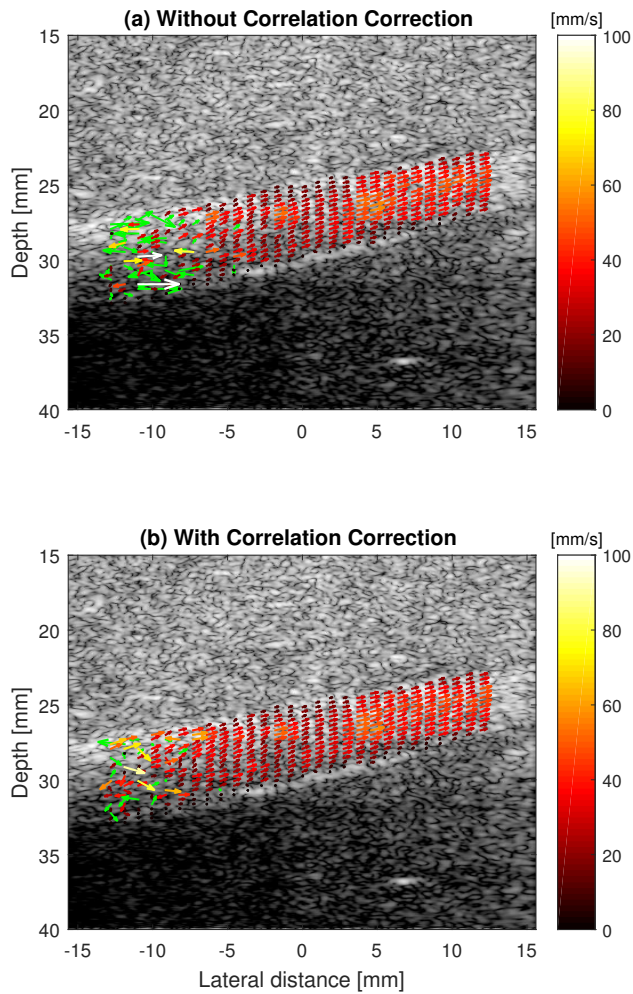 (a) Without Correlation Correction
[mm/s]
15
20
25
30
35
40
Depth [mm]
-15 -10 -5 0 5 10 15
100
80
60
40
20
0
(b) With Correlation Correction
[mm/s]
15
20
25
30
35
40
Depth [mm]
-15 -10 -5 0 5 10 15
Lateral distance [mm]
100
80
60
40
20
0